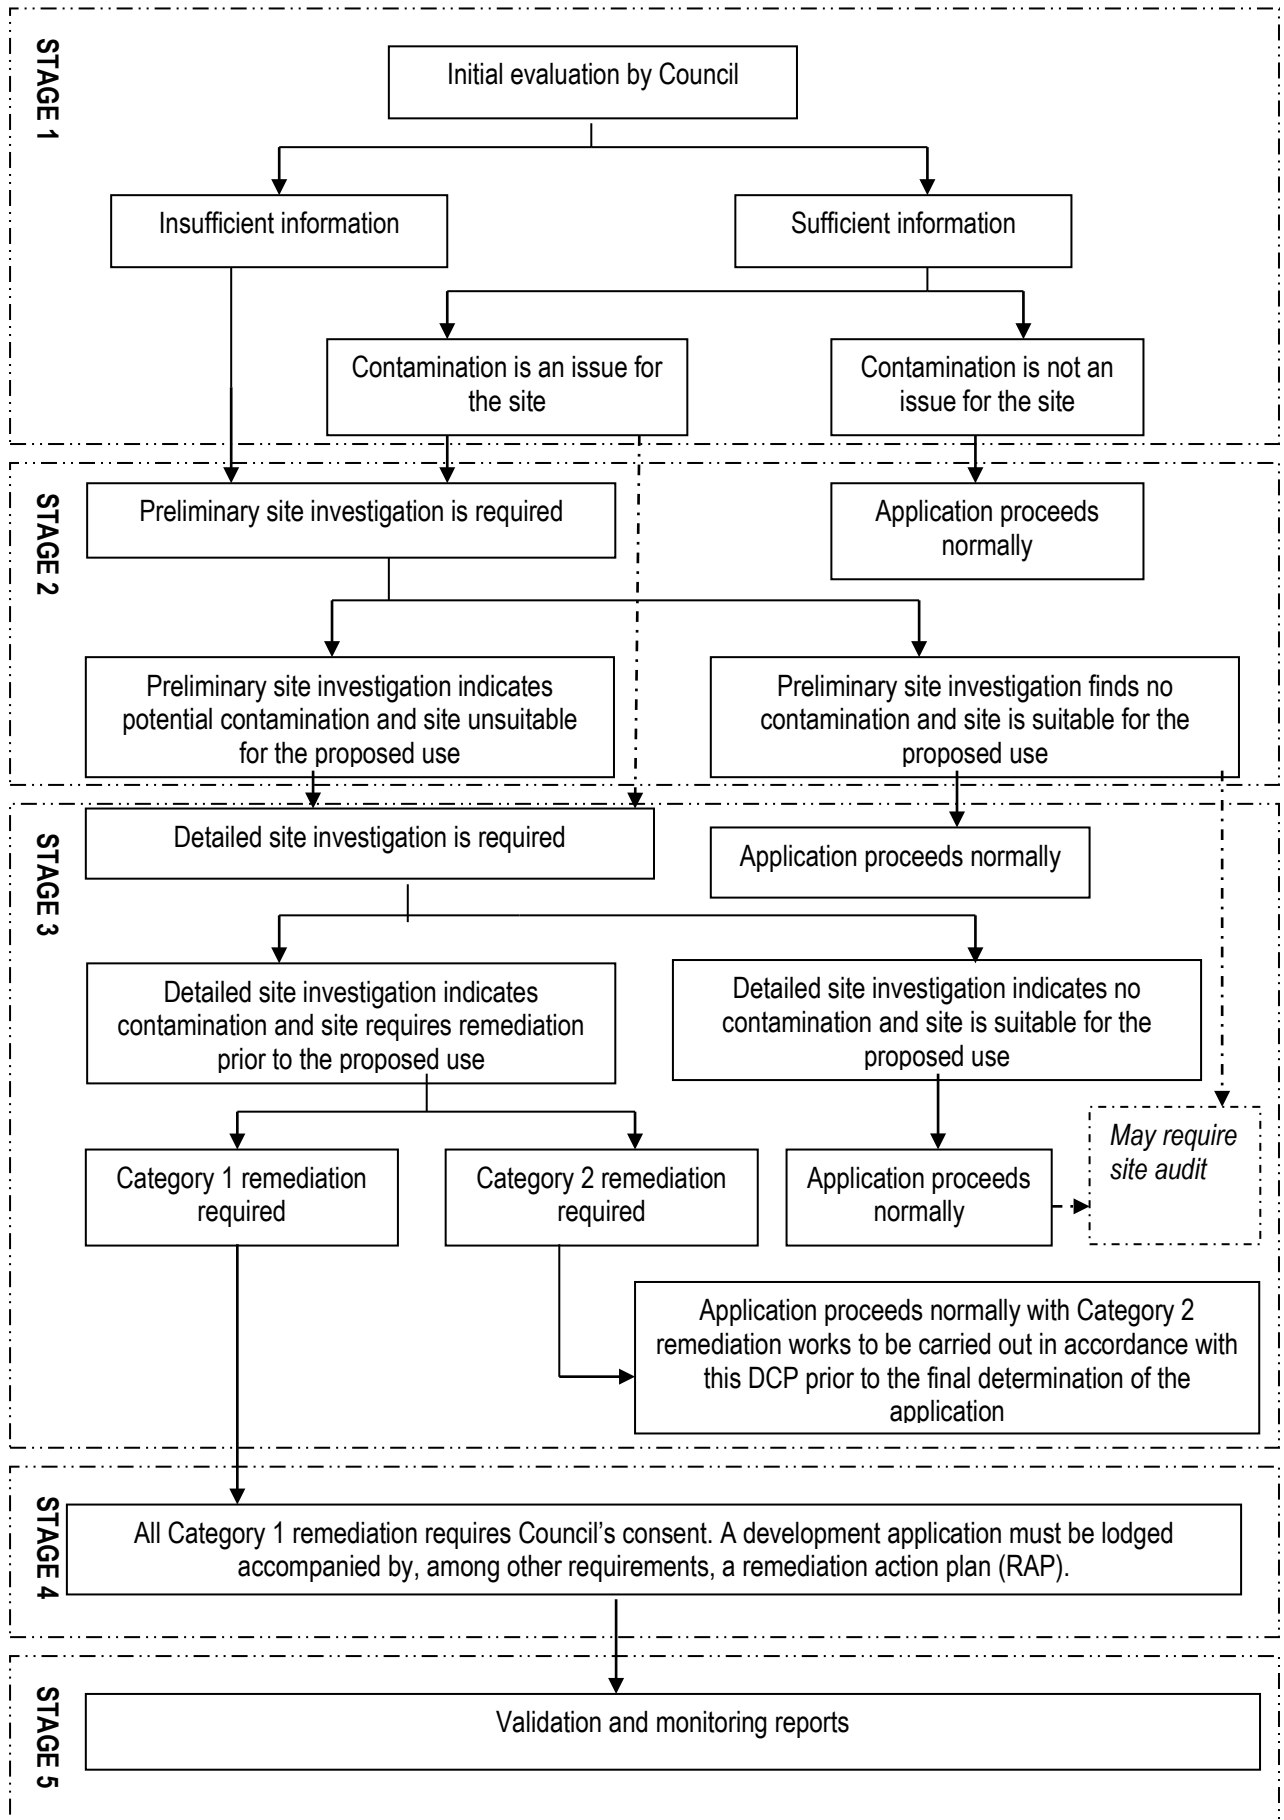 STAGE 1
Initial evaluation by Council
Insufficient information
Sufficient information
Contamination is an issue for
the site
Contamination is not an
issue for the site
STAGE 2
Preliminary site investigation is required
Application proceeds
normally
Preliminary site investigation indicates
potential contamination and site unsuitable
for the proposed use
Preliminary site investigation finds no
contamination and site is suitable for the
proposed use
STAGE 3
Detailed site investigation is required
Application proceeds normally
Detailed site investigation indicates
contamination and site requires remediation
prior to the proposed use
Detailed site investigation indicates no
contamination and site is suitable for the
proposed use
Category 1 remediation
required
Category 2 remediation
required
Application proceeds
normally
May require
site audit
Application proceeds normally with Category 2
remediation works to be carried out in accordance with
this DCP prior to the final determination of the
application
STAGE 4
All Category 1 remediation requires Council’s consent. A development application must be lodged
accompanied by, among other requirements, a remediation action plan (RAP).
STAGE 5
Validation and monitoring reports